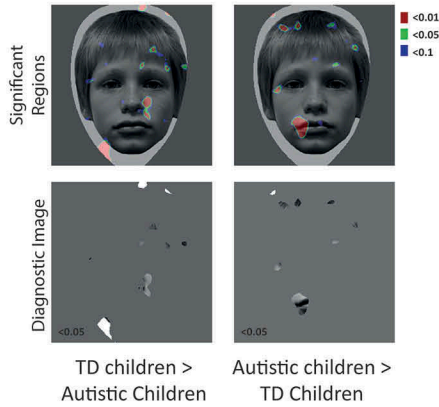 Significant
Regions
<0.01
<0.05
<0.1
Diagnostic Image
<0.05
<0.05
TD children >
Autistic Children
Autistic children >
TD Children